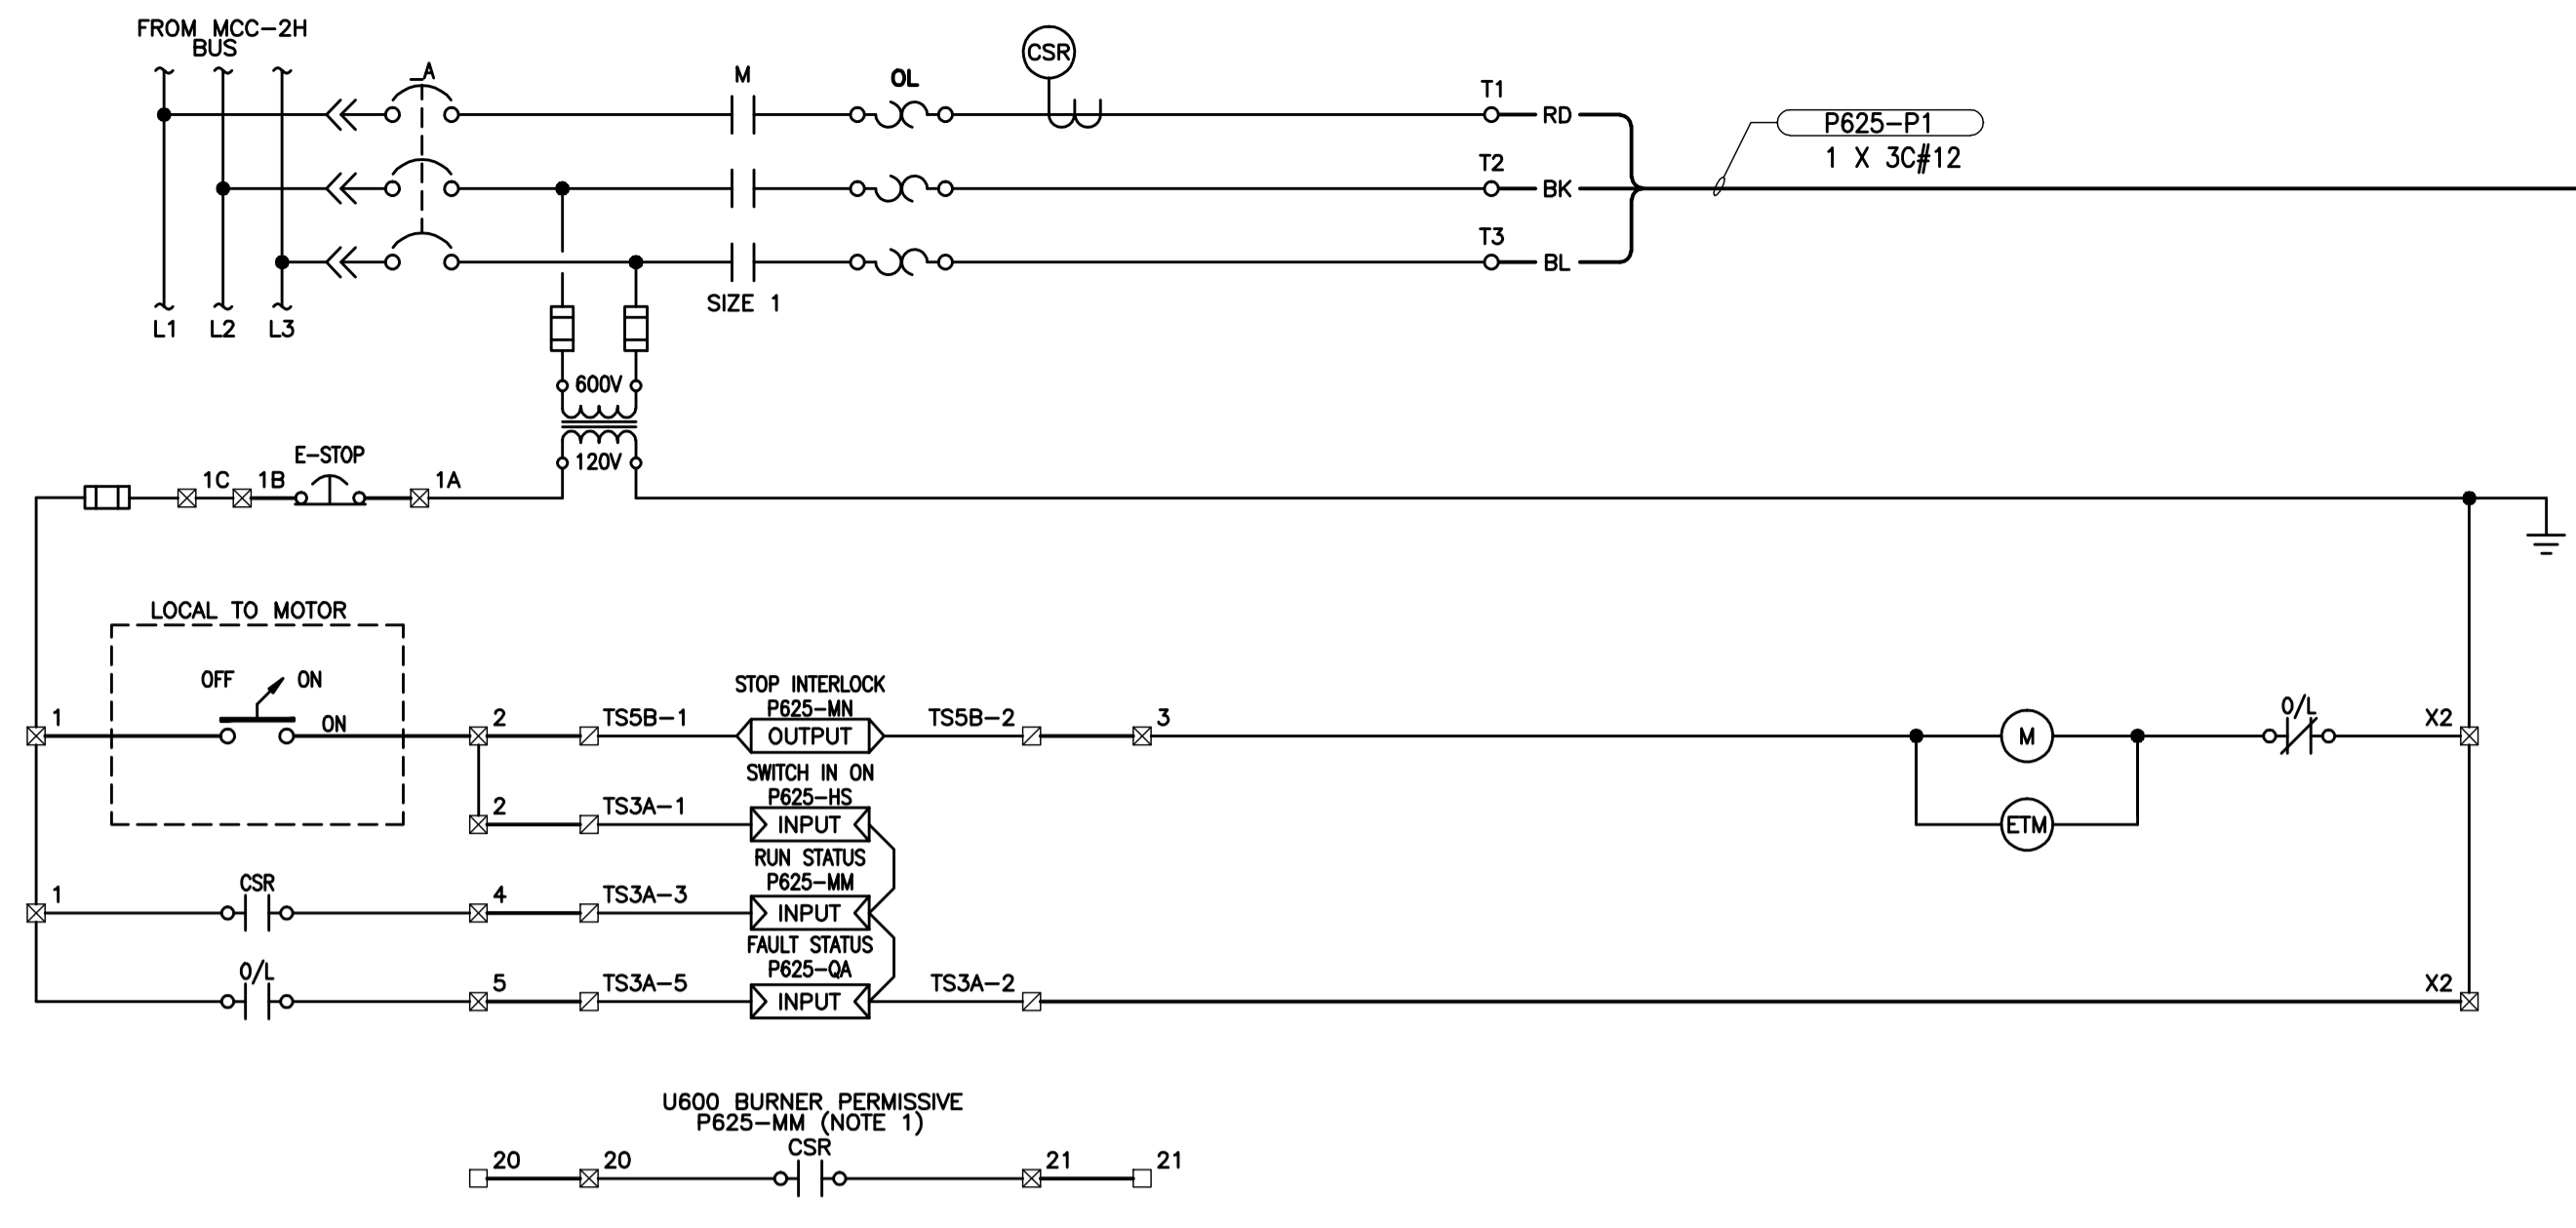 FROM MCC-2H
BUS
_A
M
OL
CSR
T1
RD
P625-P1
1 X 3C#12
T2
BK
T3
BL
SIZE 1
L1
L2
L3
600V
120V
E-STOP
1C
1B
1A
LOCAL TO MOTOR
OFF
ON
ON
1
2
TS5B-1
STOP INTERLOCK
P625-MN
OUTPUT
TS5B-2
3
M
O/L
X2
2
TS3A-1
SWITCH IN ON
P625-HS
INPUT
ETM
1
CSR
4
TS3A-3
RUN STATUS
P625-MM
INPUT
O/L
5
TS3A-5
FAULT STATUS
P625-QA
INPUT
TS3A-2
X2
U600 BURNER PERMISSIVE
P625-MM (NOTE 1)
CSR
20
20
21
21